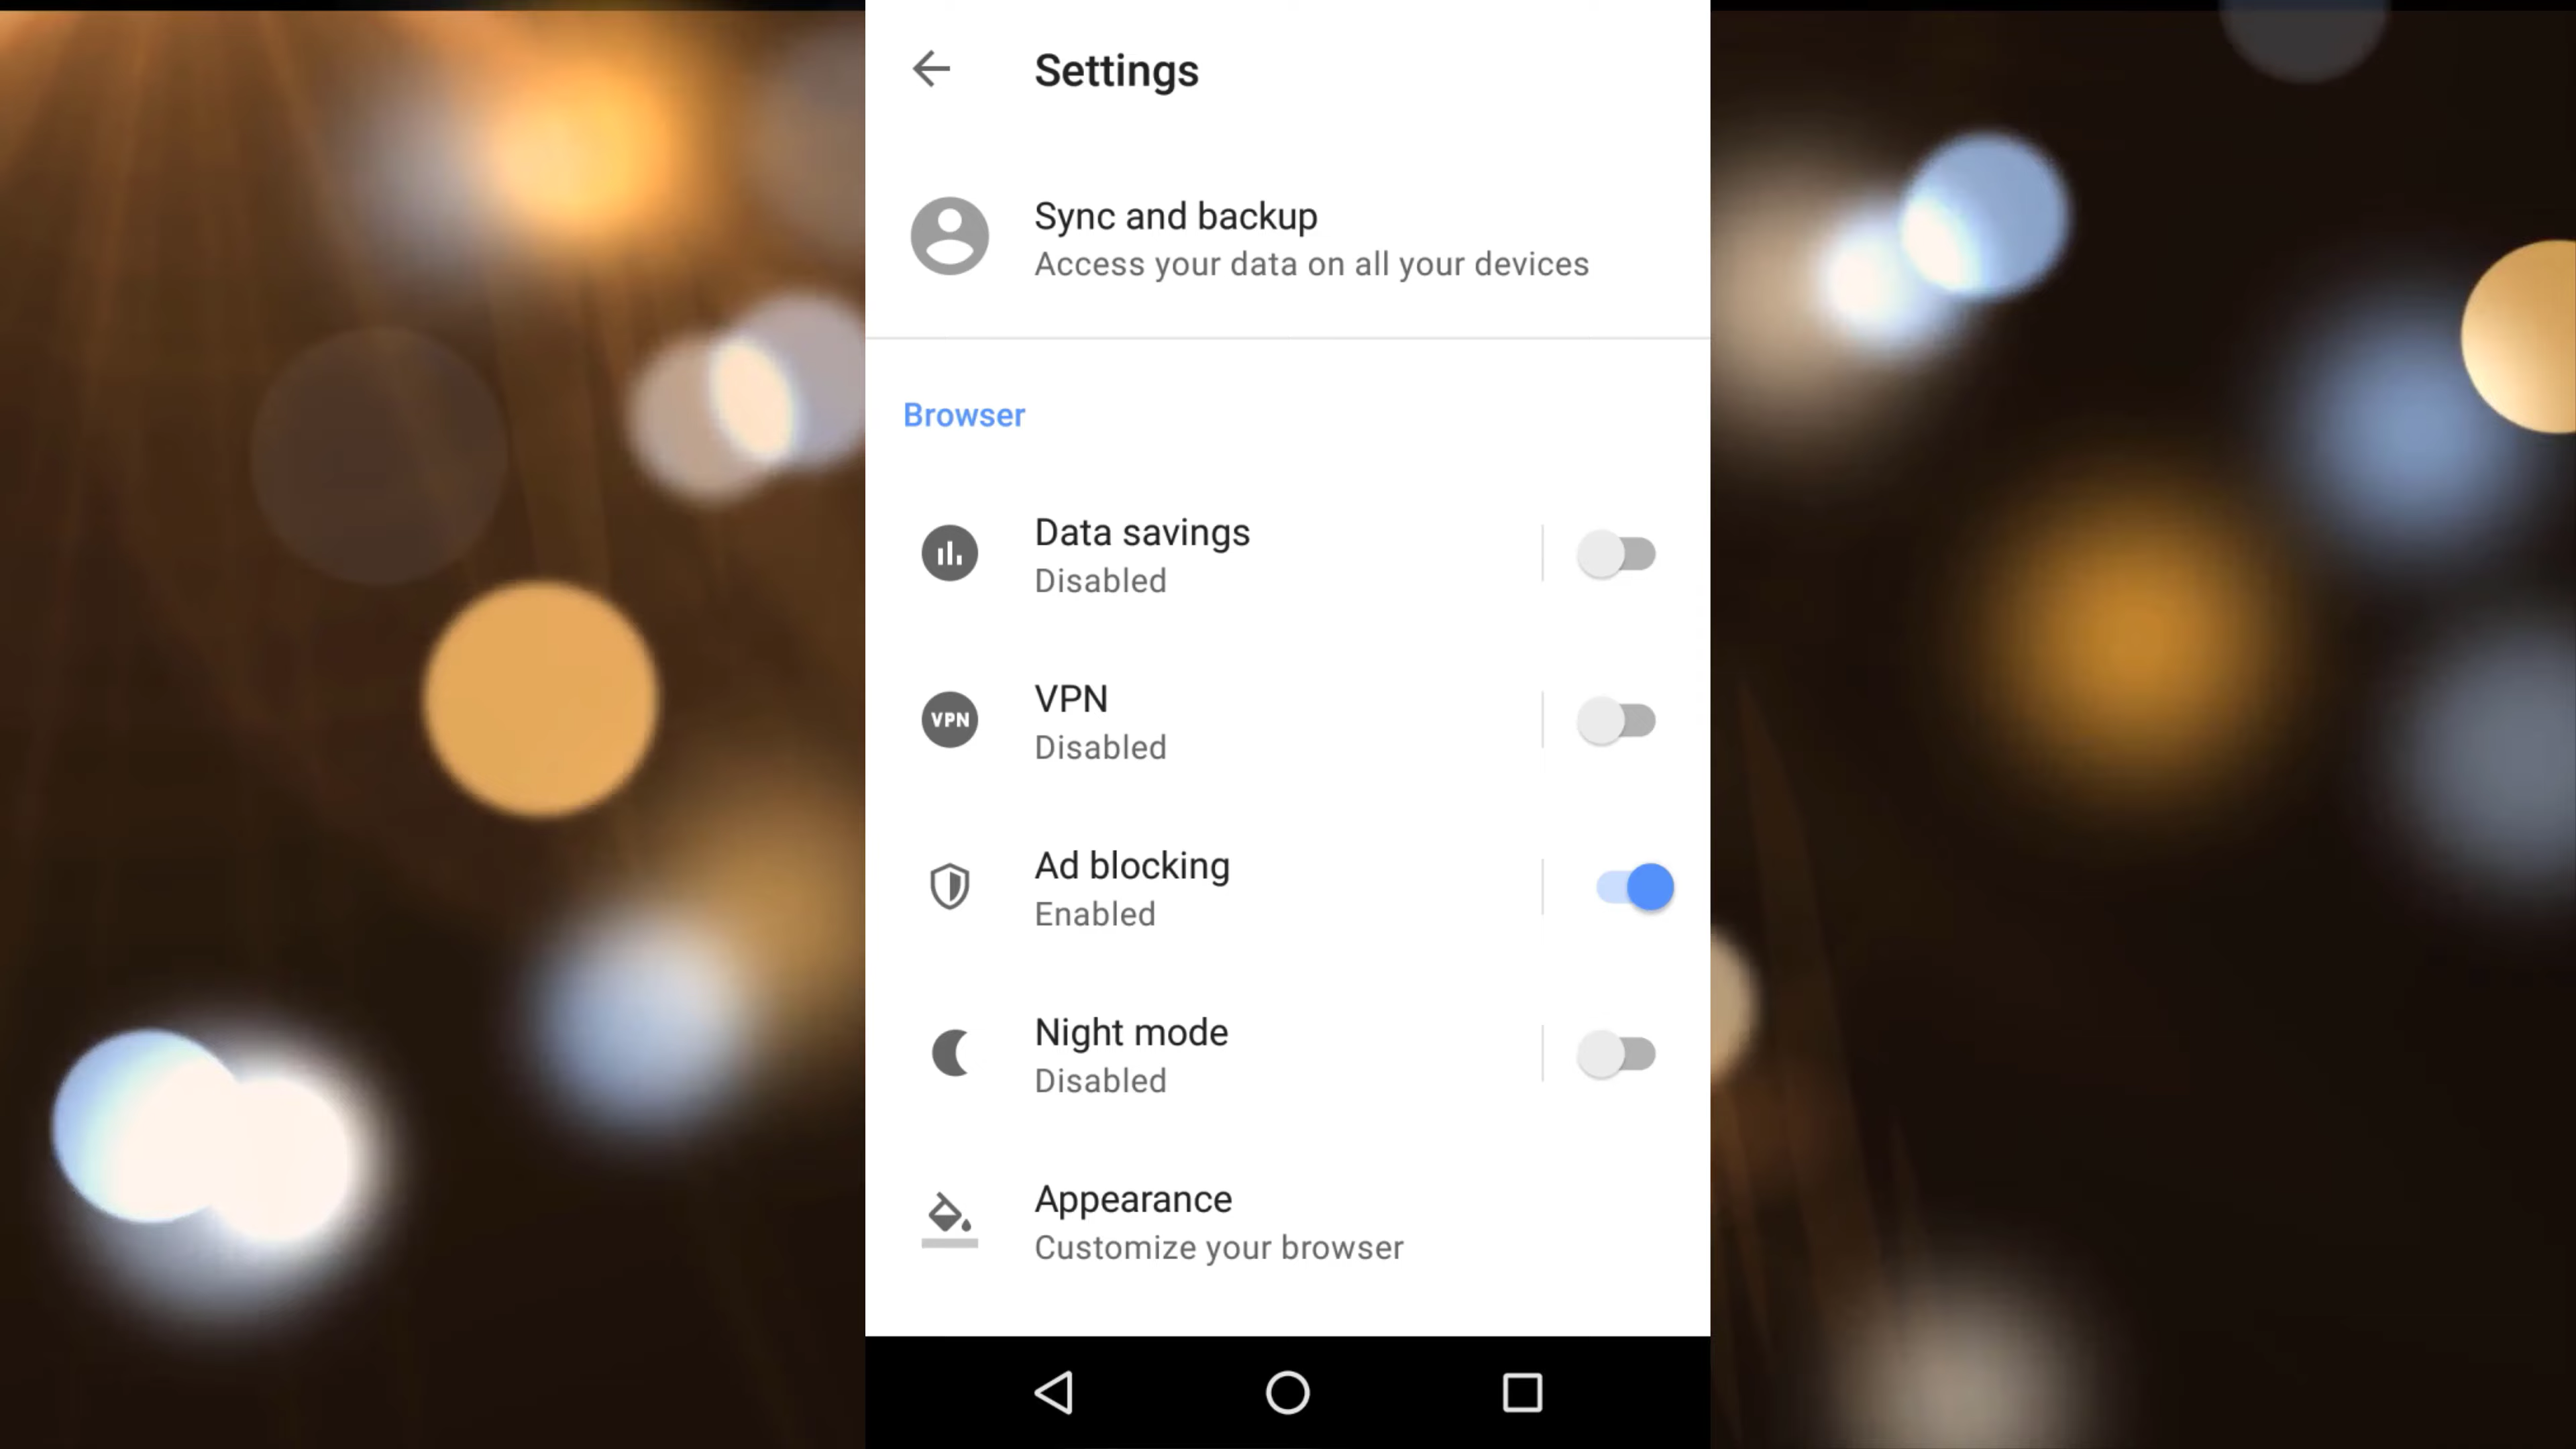 Settings
Sync and backup
Access your data on all your devices
Browser
Data savings
Disabled
VPN
VPN
Disabled
Ad blocking
Enabled
Night mode
Disabled
Appearance
Customize your browser